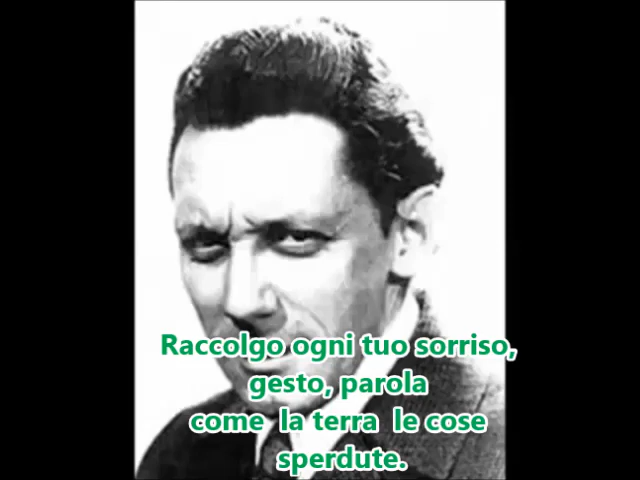 Raccolgo ogni tuo sorriso,
gesto, parola
come la terra le cose
sperdute.